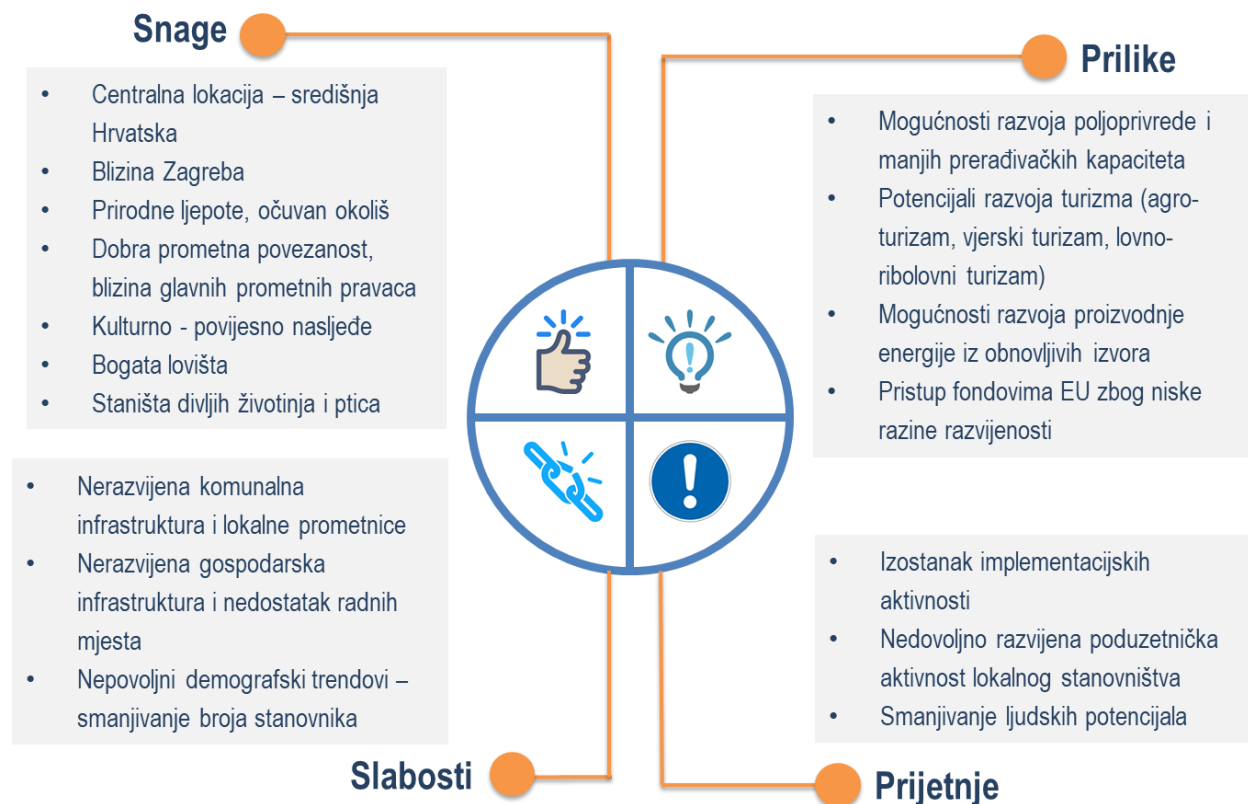 Snage
• Centralna lokacija – središnja
Hrvatska
• Blizina Zagreba
• Prirodne ljepote, očuvan okoliš
• Dobra prometna povezanost,
blizina glavnih prometnih pravaca
• Kulturno - povijesno nasljeđe
• Bogata lovišta
• Staništa divljih životinja i ptica
Prilike
• Mogućnosti razvoja poljoprivrede i
manjih prerađivačkih kapaciteta
• Potencijali razvoja turizma (agro-
turizam, vjerski turizam, lovno-
ribolovni turizam)
• Mogućnosti razvoja proizvodnje
energije iz obnovljivih izvora
• Pristup fondovima EU zbog niske
razine razvijenosti
• Nerazvijena komunalna
infrastruktura i lokalne prometnice
• Nerazvijena gospodarska
infrastruktura i nedostatak radnih
mjesta
• Nepovoljni demografski trendovi –
smanjivanje broja stanovnika
Slabosti
• Izostanak implementacijskih
aktivnosti
• Nedovoljno razvijena poduzetnička
aktivnost lokalnog stanovništva
• Smanjivanje ljudskih potencijala
Prijetnje